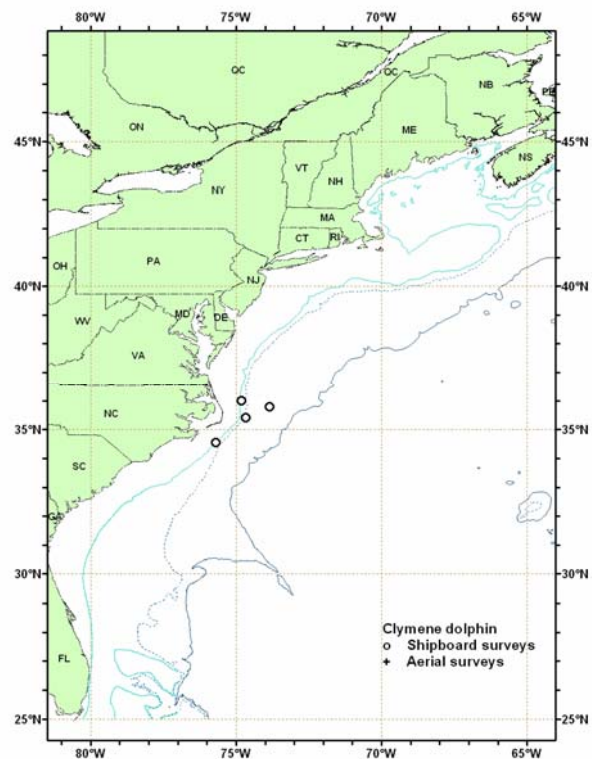 80°W 75°W 70°W 65°W
QC QC NB PE
45°N ON ME 45°N
NS
VT
NY NH
MA
CT RI
OH PA
NJ
40°N 40°N
MD DE
WV
VA
NC
35°N 35°N
SC
GA
30°N 30°N
Clymene dolphin
Shipboard surveys
FL + Aerial surveys
25°N 25°N
80°W 75°W 70°W 65°W